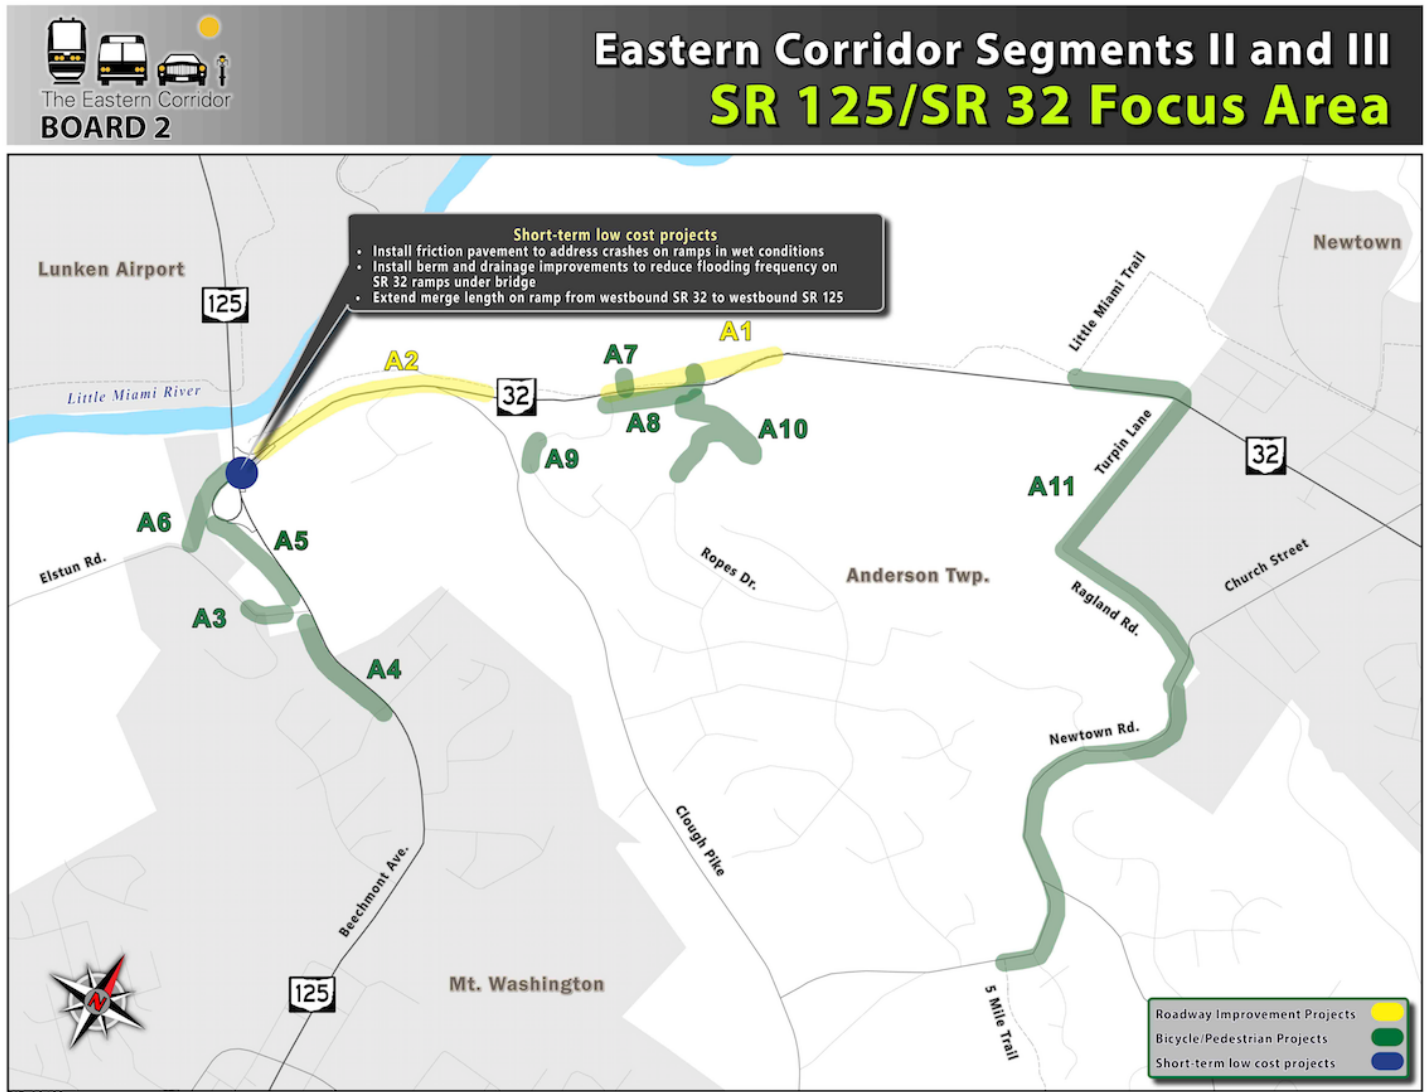 The Eastern Corridor
BOARD 2
Eastern Corridor Segments II and III
SR 125/SR 32 Focus Area
Short-term low cost projects
• Install friction pavement to address crashes on ramps in wet conditions
• Install berm and drainage improvements to reduce flooding frequency on
SR 32 ramps under bridge
• Extend merge length on ramp from westbound SR 32 to westbound SR 125
Newtown
Lunken Airport
125
Little Miami Trail
A1
A2
A7
32
Little Miami River
A8
A10
A9
Turpin Lane
32
A11
A6
A5
Elstun Rd.
Ropes Dr.
Anderson Twp.
Church Street
A3
Ragland Rd.
A4
Newtown Rd.
Clough Pike
Beechmont Ave.
125
Mt. Washington
5 Mile Trail
N
Roadway Improvement Projects
Bicycle/Pedestrian Projects
Short-term low cost projects